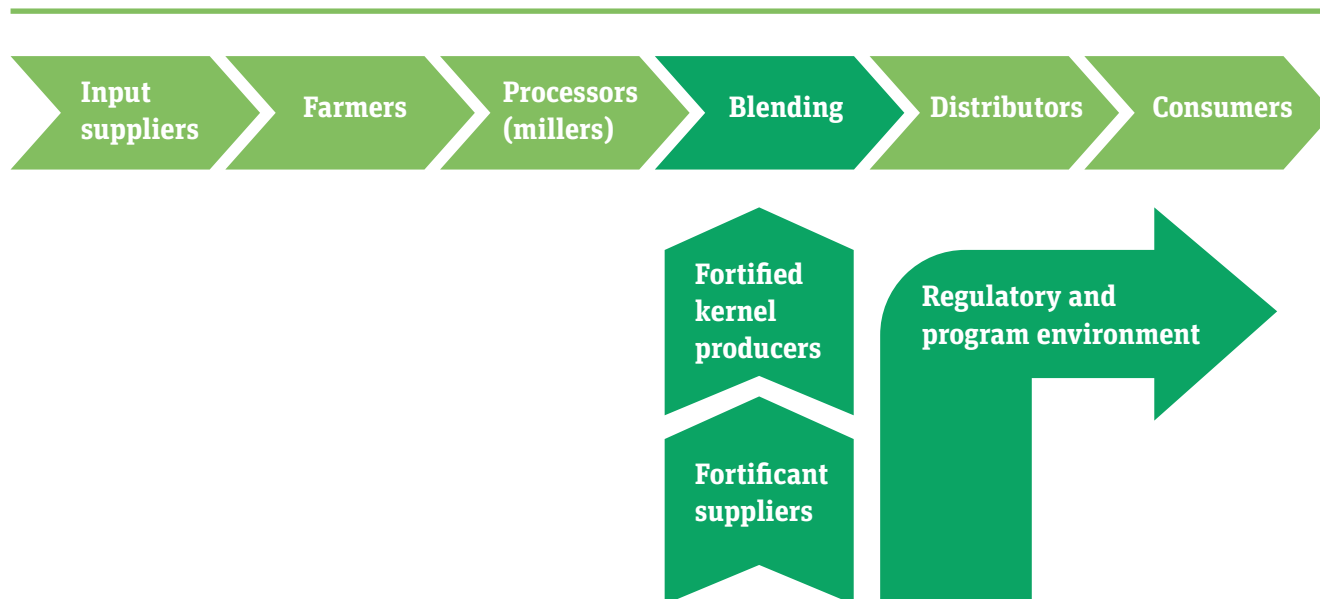 Input
suppliers
Farmers
Processors
(millers)
Blending
Distributors
Consumers
Fortified
kernel
producers
Regulatory and
program environment
Fortificant
suppliers